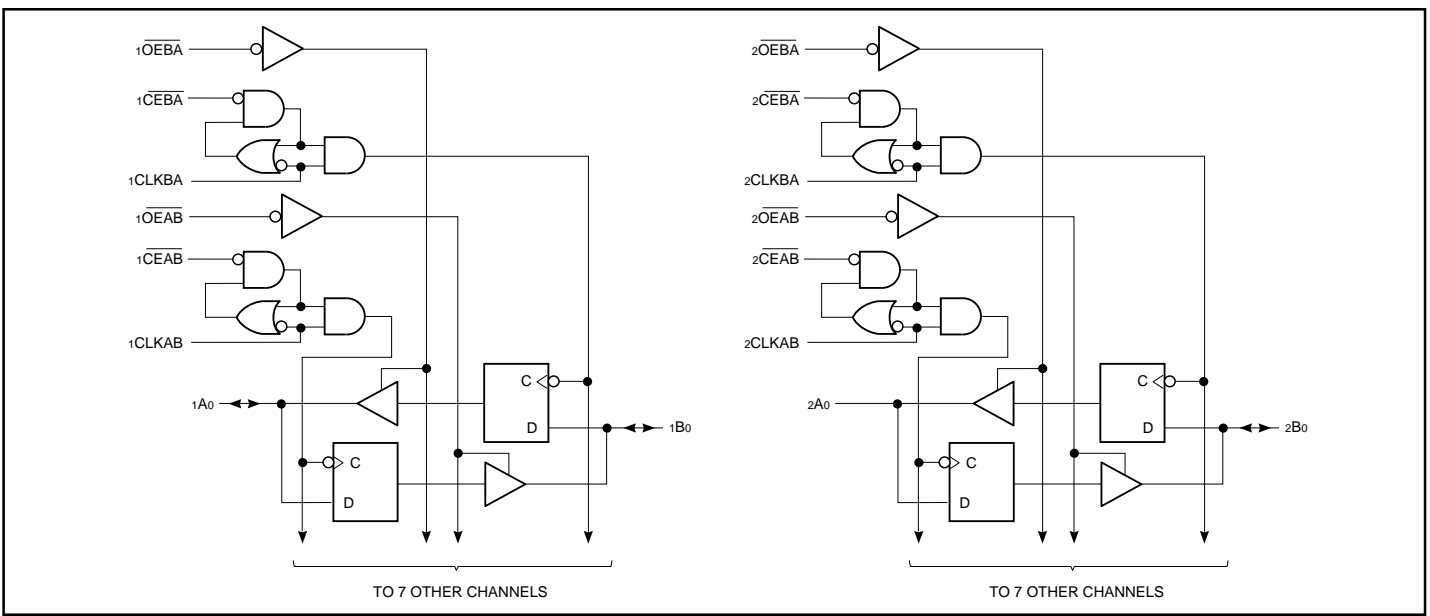 1OEBA
1CEBA
1CLKBA
1OEAB
1CEAB
1CLKAB
C
1A0
D
1B0
C
D
TO 7 OTHER CHANNELS
2OEBA
2CEBA
2CLKBA
2OEAB
2CEAB
2CLKAB
C
2A0
D
2B0
C
D
TO 7 OTHER CHANNELS